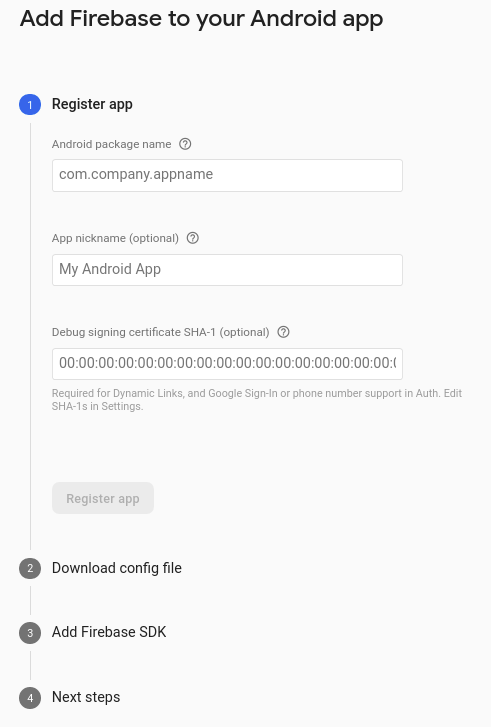 Add Firebase to your Android app
1 Register app
Android package name ?
com.company.appname
App nickname (optional) ?
My Android App
Debug signing certificate SHA-1 (optional) ?
00:00:00:00:00:00:00:00:00:00:00:00:00:00:00:00:00:0
Required for Dynamic Links, and Google Sign-In or phone number support in Auth. Edit
SHA-1s in Settings.
Register app
2 Download config file
3 Add Firebase SDK
4 Next steps